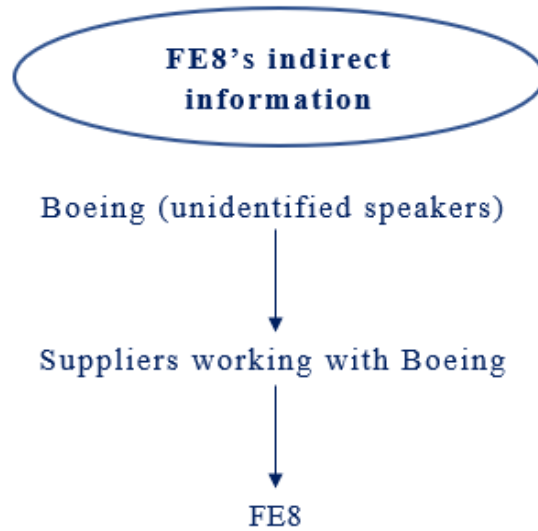 FE8’s indirect
information
Boeing (unidentified speakers)
Suppliers working with Boeing
FE8